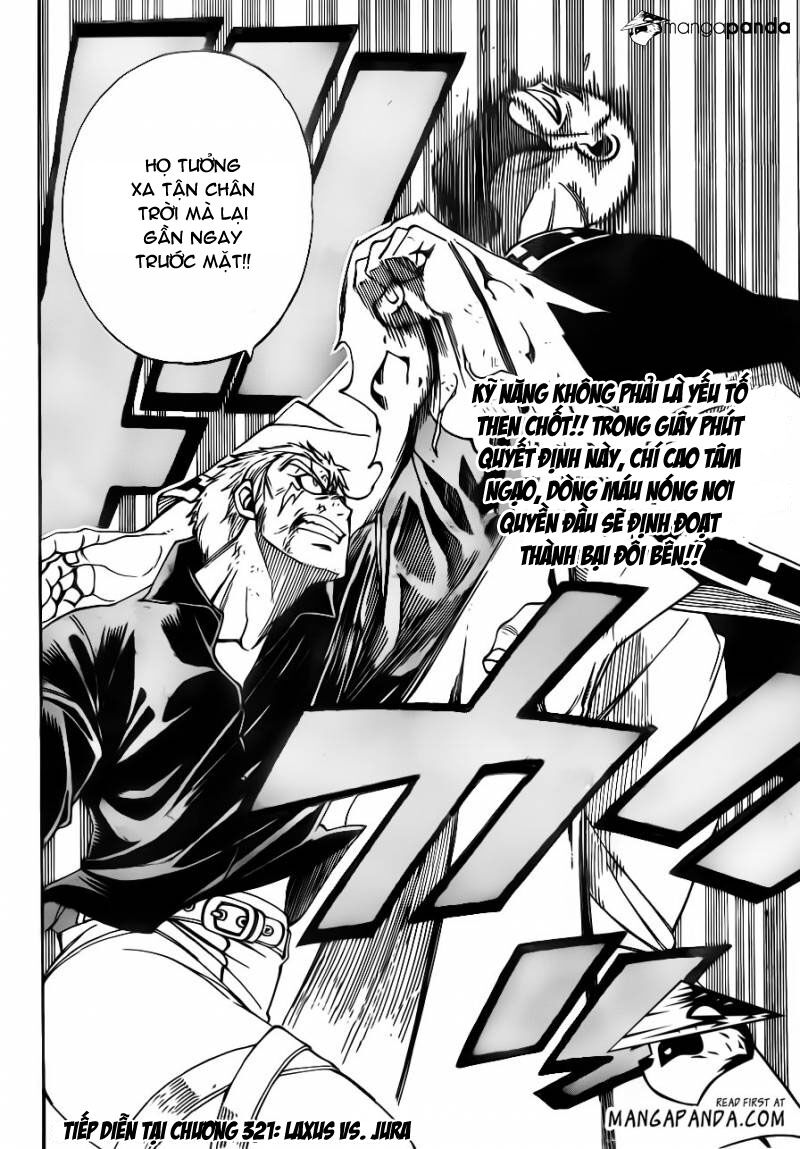 mangapanda
HỌ TƯỞNG
XA TẬN CHÂN
TRỜI MÀ LẠI
GẦN NGAY
TRƯỚC MẶT!!
KỸ NĂNG KHÔNG PHẢI LÀ YẾU TỐ
THEN CHỐT!! TRONG GIÂY PHÚT
QUYẾT ĐỊNH NÀY, CHÍ CAO TÂM
NGẠO, DÒNG MÁU NÓNG NƠI
QUYỀN ĐẦU SẼ ĐỊNH ĐOẠT
THÀNH BẠI ĐÔI BÊN!!
READ FIRST AT
MANGAPANDA.COM
TIẾP DIỄN TẠI CHƯƠNG 321: LAXUS VS. JURA